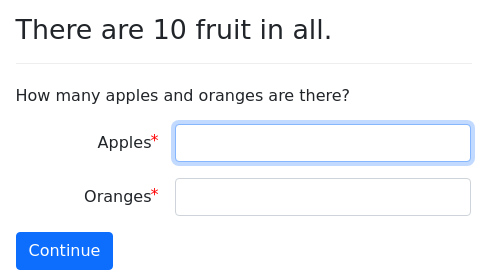 There are 10 fruit in all.
How many apples and oranges are there?
Apples*
Oranges*
Continue